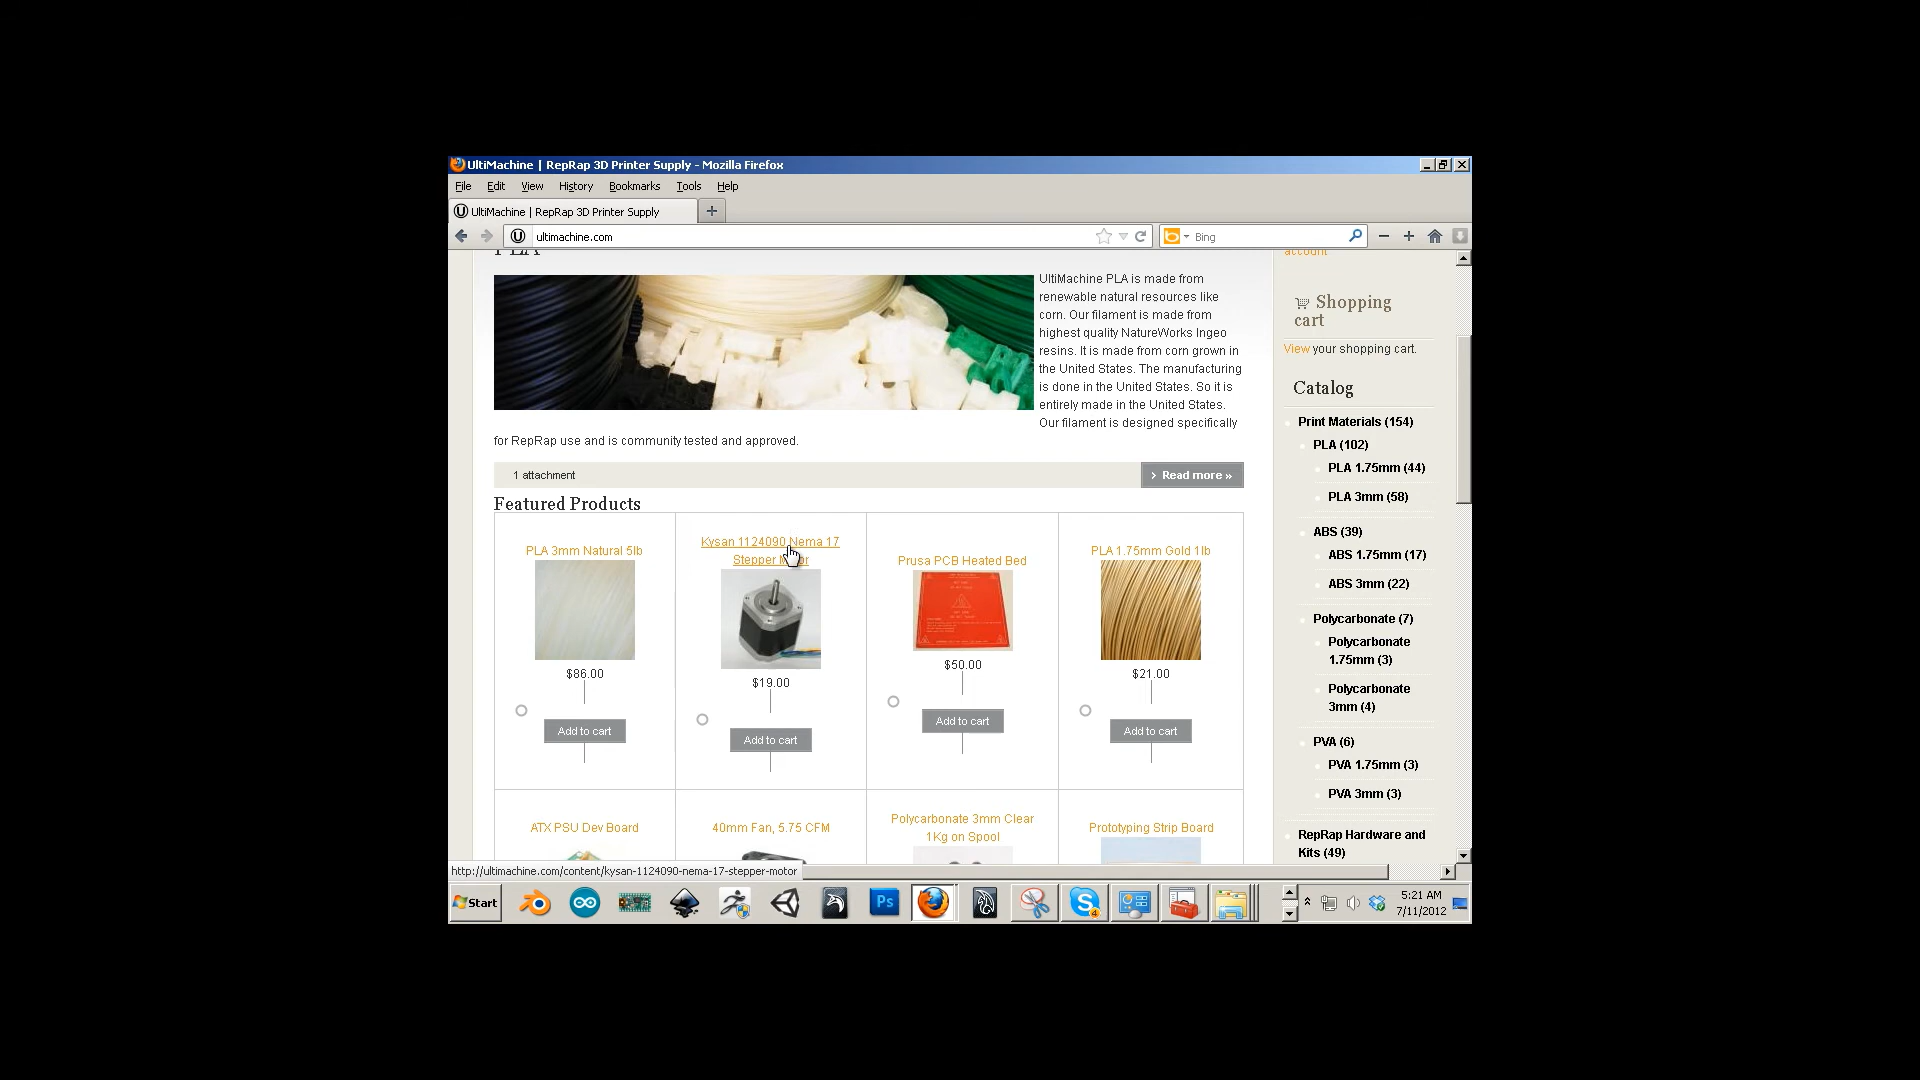 UltiMachine | RepRap 3D Printer Supply - Mozilla Firefox
File Edit View History Bookmarks Tools Help
UltiMachine | RepRap 3D Printer Supply
ultimachine.com
Bing
PLA
account
UltiMachine PLA is made from
renewable natural resources like
corn. Our filament is made from
highest quality NatureWorks Ingeo
resins. It is made from corn grown in
the United States. The manufacturing
is done in the United States. So it is
entirely made in the United States.
Our filament is designed specifically
for RepRap use and is community tested and approved.
1 attachment
Read more »
Featured Products
PLA 3mm Natural 5lb
$86.00
Add to cart
Kysan 1124090 Nema 17
Stepper Motor
$19.00
Add to cart
Prusa PCB Heated Bed
$50.00
Add to cart
PLA 1.75mm Gold 1lb
$21.00
Add to cart
ATX PSU Dev Board
40mm Fan, 5.75 CFM
Polycarbonate 3mm Clear
1Kg on Spool
Prototyping Strip Board
Shopping
cart
View your shopping cart.
Catalog
Print Materials (154)
PLA (102)
PLA 1.75mm (44)
PLA 3mm (58)
ABS (39)
ABS 1.75mm (17)
ABS 3mm (22)
Polycarbonate (7)
Polycarbonate
1.75mm (3)
Polycarbonate
3mm (4)
PVA (6)
PVA 1.75mm (3)
PVA 3mm (3)
RepRap Hardware and
Kits (49)
http://ultimachine.com/content/kysan-1124090-nema-17-stepper-motor
Start
Ps
4
5:21 AM
7/11/2012